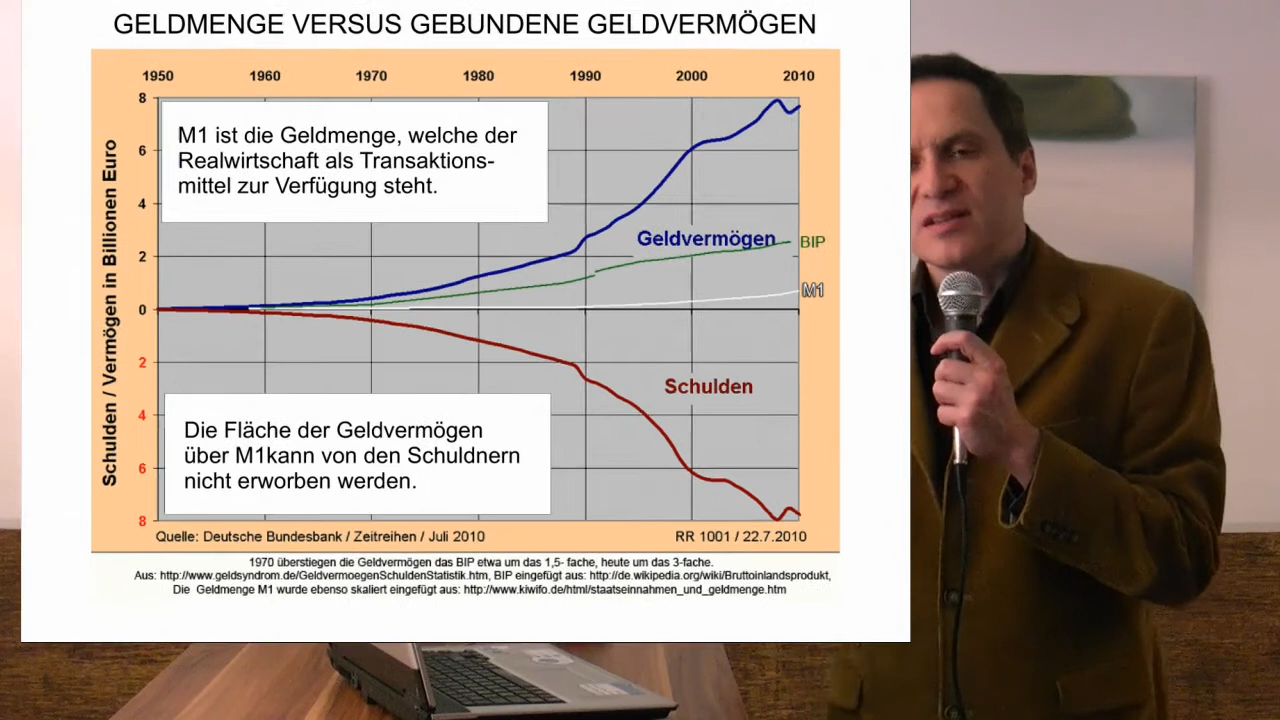 GELDMENGE VERSUS GEBUNDENE GELDVERMÖGEN
1950 1960 1970 1980 1990 2000 2010
Schulden / Vermögen in Billionen Euro
8
6
4
2
0
2
4
6
8
M1 ist die Geldmenge, welche der
Realwirtschaft als Transaktions-
mittel zur Verfügung steht.
Geldvermögen
BIP
M1
Schulden
Die Fläche der Geldvermögen
über M1kann von den Schuldnern
nicht erworben werden.
Quelle: Deutsche Bundesbank / Zeitreihen / Juli 2010 RR 1001 / 22.7.2010
1970 überstiegen die Geldvermögen das BIP etwa um das 1,5- fache, heute um das 3-fache.
Aus: http://www.geldsyndrom.de/GeldvermoegenSchuldenStatistik.htm, BIP eingefügt aus: http://de.wikipedia.org/wiki/Bruttoinlandsprodukt,
Die Geldmenge M1 wurde ebenso skaliert eingefügt aus: http://www.kiwifo.de/html/staatseinnahmen_und_geldmenge.htm